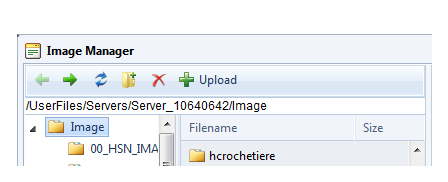 Image Manager
Upload
/UserFiles/Servers/Server_10640642/Image
Image
Filename
Size
00_HSN_IMA
hcrochetiere